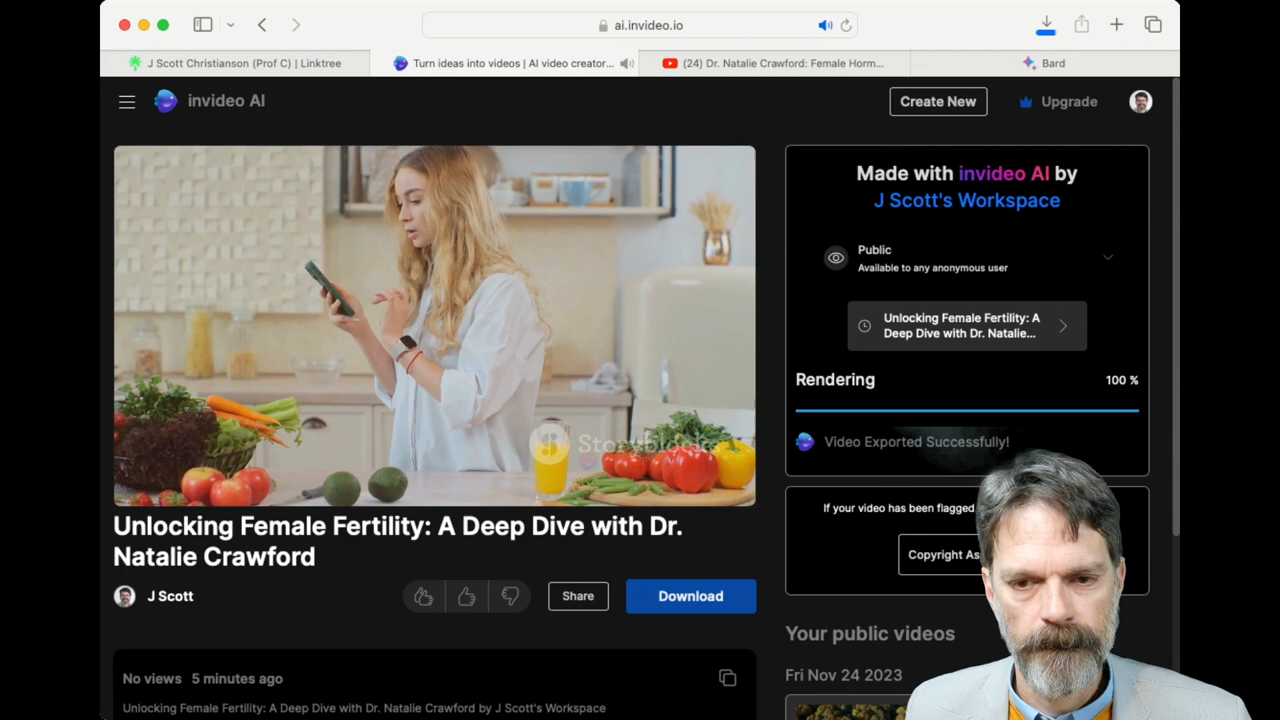 ai.invideo.io
J Scott Christianson (Prof C) | Linktree
Turn ideas into videos | AI video creator...
(24) Dr. Natalie Crawford: Female Horm...
Bard
invideo AI
Create New
Upgrade
Storyblocks
Unlocking Female Fertility: A Deep Dive with Dr.
Natalie Crawford
J Scott
Share
Download
No views 5 minutes ago
Unlocking Female Fertility: A Deep Dive with Dr. Natalie Crawford by J Scott's Workspace
Made with invideo AI by
J Scott's Workspace
Public
Available to any anonymous user
Unlocking Female Fertility: A
Deep Dive with Dr. Natalie...
Rendering
100 %
Video Exported Successfully!
If your video has been flagged
Copyright As
Your public videos
Fri Nov 24 2023